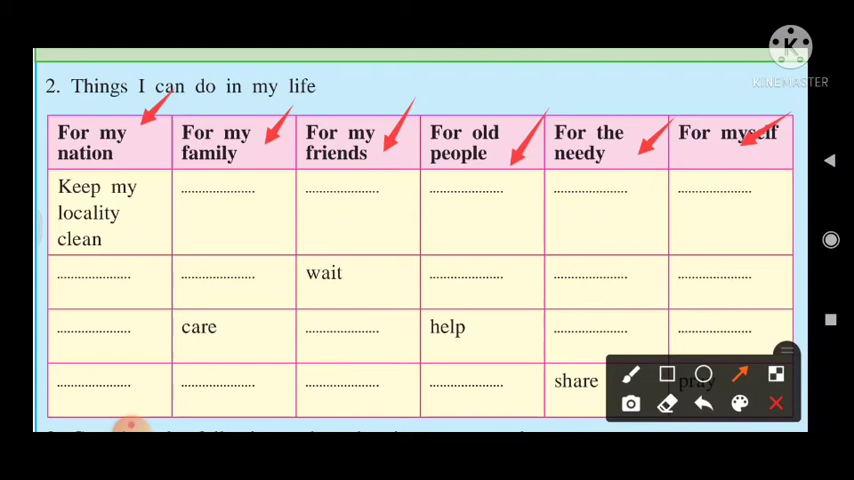 K
KINEMASTER
2. Things I can do in my life
For my nation | For my family | For my friends | For old people | For the needy | For myself
Keep my locality clean | ..................... | ..................... | ..................... | ..................... | .....................
..................... | ..................... | wait | ..................... | ..................... | .....................
..................... | care | ..................... | help | ..................... | .....................
..................... | ..................... | ..................... | ..................... | share | pray